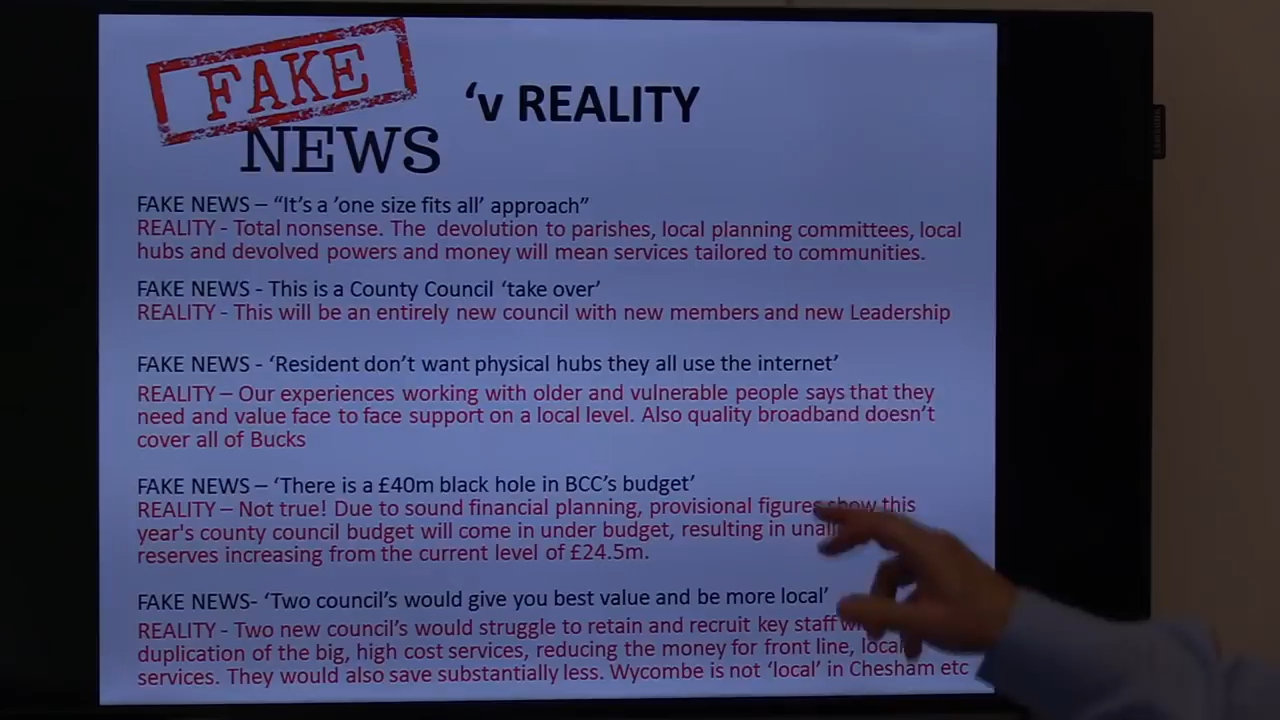 FAKE
NEWS
‘v REALITY
FAKE NEWS – “It’s a ’one size fits all’ approach”
REALITY - Total nonsense. The devolution to parishes, local planning committees, local
hubs and devolved powers and money will mean services tailored to communities.
FAKE NEWS - This is a County Council ‘take over’
REALITY - This will be an entirely new council with new members and new Leadership
FAKE NEWS - ‘Resident don’t want physical hubs they all use the internet’
REALITY – Our experiences working with older and vulnerable people says that they
need and value face to face support on a local level. Also quality broadband doesn’t
cover all of Bucks
FAKE NEWS – ‘There is a £40m black hole in BCC’s budget’
REALITY – Not true! Due to sound financial planning, provisional figures show this
year's county council budget will come in under budget, resulting in
reserves increasing from the current level of £24.5m.
FAKE NEWS- ‘Two council’s would give you best value and be more local’
REALITY - Two new council’s would struggle to retain and recruit key staff
duplication of the big, high cost services, reducing the money for front line, local
services. They would also save substantially less. Wycombe is not ‘local’ in Chesham etc
SAMSUNG